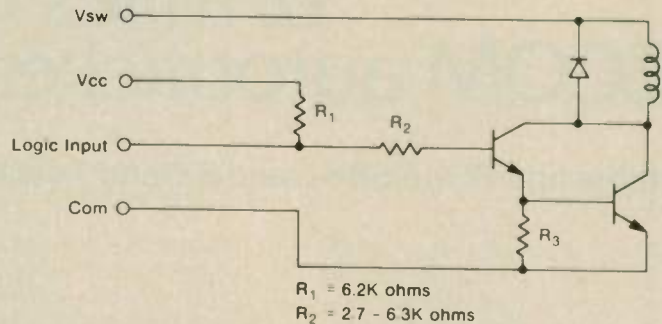 Vsw
Vcc
R1
R2
Logic Input
Com
R3
R1 = 6.2K ohms
R2 = 2.7 - 6.3K ohms